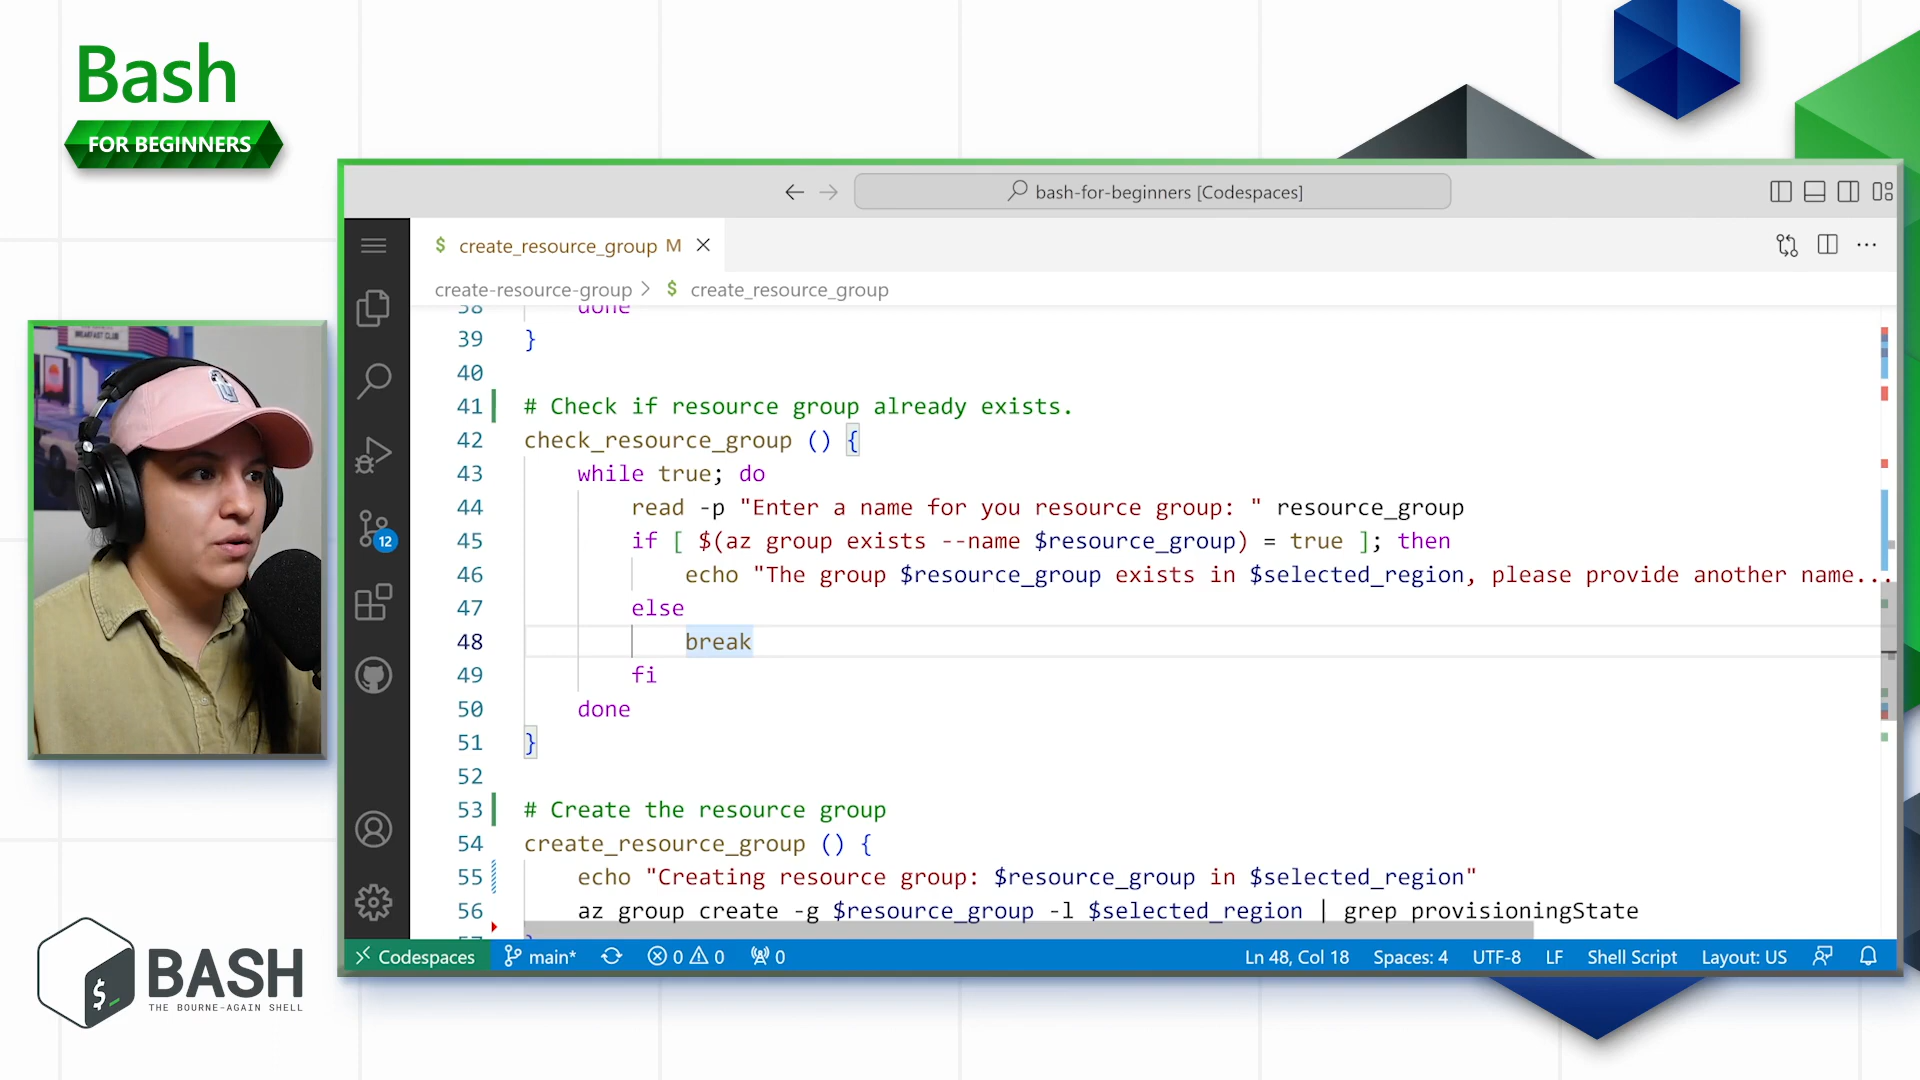 Bash
FOR BEGINNERS
bash-for-beginners [Codespaces]
$ create_resource_group M
create-resource-group > $ create_resource_group
38 done
39 }
40
41 # Check if resource group already exists.
42 check_resource_group () {
43 while true; do
44 read -p "Enter a name for you resource group: " resource_group
45 if [ $(az group exists --name $resource_group) = true ]; then
46 echo "The group $resource_group exists in $selected_region, please provide another name...
47 else
48 break
49 fi
50 done
51 }
52
53 # Create the resource group
54 create_resource_group () {
55 echo "Creating resource group: $resource_group in $selected_region"
56 az group create -g $resource_group -l $selected_region | grep provisioningState
12
BREAKFAST CLUB
Codespaces main* 0 0 0 Ln 48, Col 18 Spaces: 4 UTF-8 LF Shell Script Layout: US
$_
BASH
THE BOURNE-AGAIN SHELL